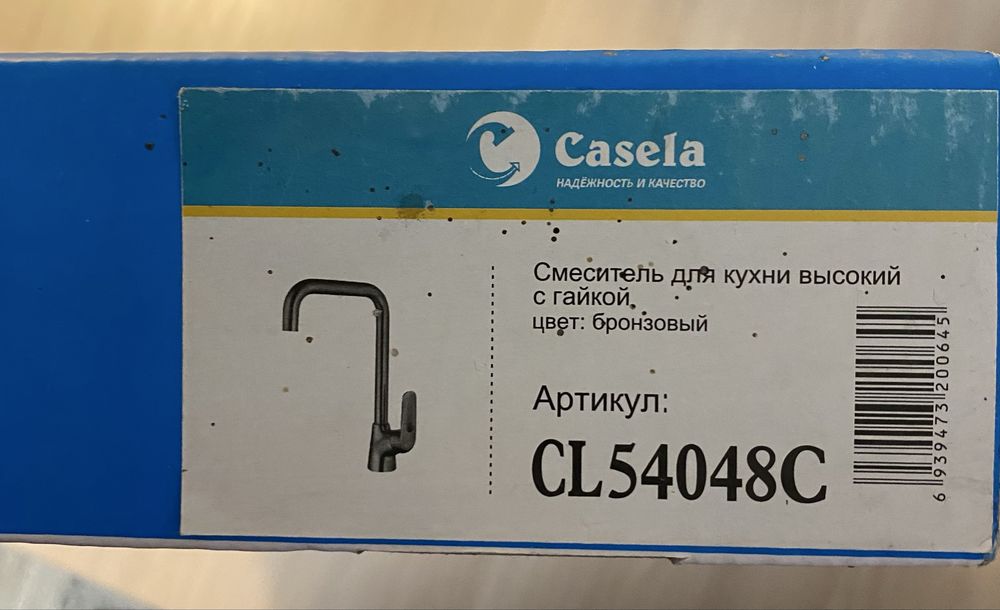 Casela
НАДЁЖНОСТЬ И КАЧЕСТВО
Смеситель для кухни высокий
с гайкой,
цвет: бронзовый
Артикул:
CL54048C
6 939473 200645